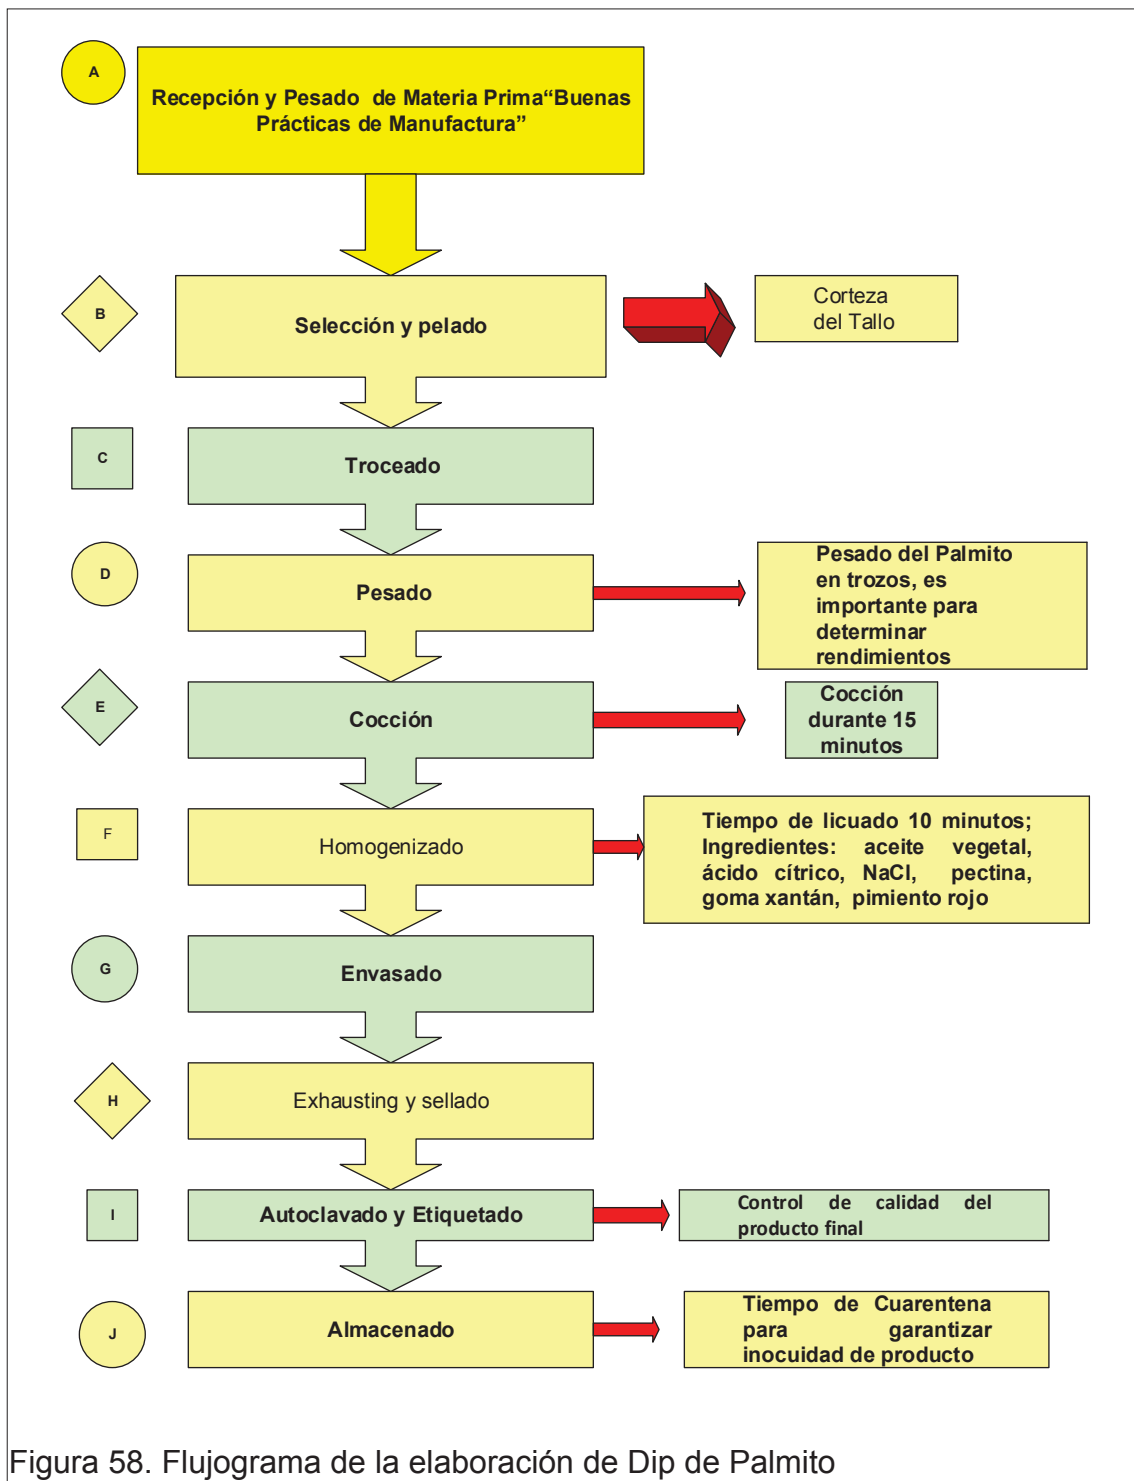 A
Recepción y Pesado de Materia Prima“Buenas
Prácticas de Manufactura”
B
Selección y pelado
Corteza
del Tallo
C
Troceado
D
Pesado
Pesado del Palmito
en trozos, es
importante para
determinar
rendimientos
E
Cocción
Cocción
durante 15
minutos
F
Homogenizado
Tiempo de licuado 10 minutos;
Ingredientes: aceite vegetal,
ácido cítrico, NaCl, pectina,
goma xantán, pimiento rojo
G
Envasado
H
Exhausting y sellado
I
Autoclavado y Etiquetado
Control de calidad del
producto final
J
Almacenado
Tiempo de Cuarentena
para garantizar
inocuidad de producto
Figura 58. Flujograma de la elaboración de Dip de Palmito